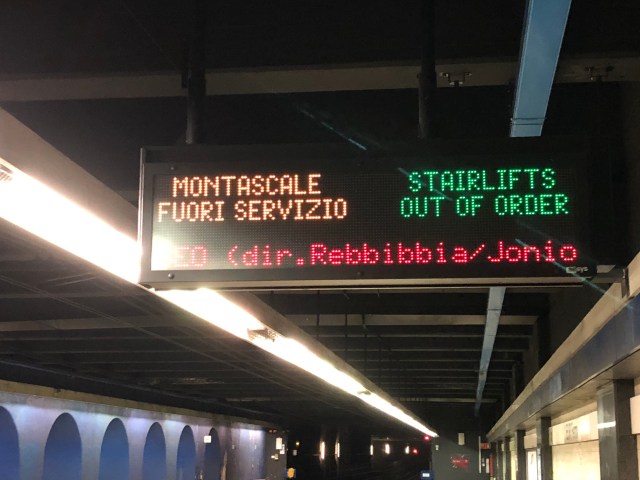 MONTASCALE
FUORI SERVIZIO
STAIRLIFTS
OUT OF ORDER
(dir.Rebbibbia/Jonio